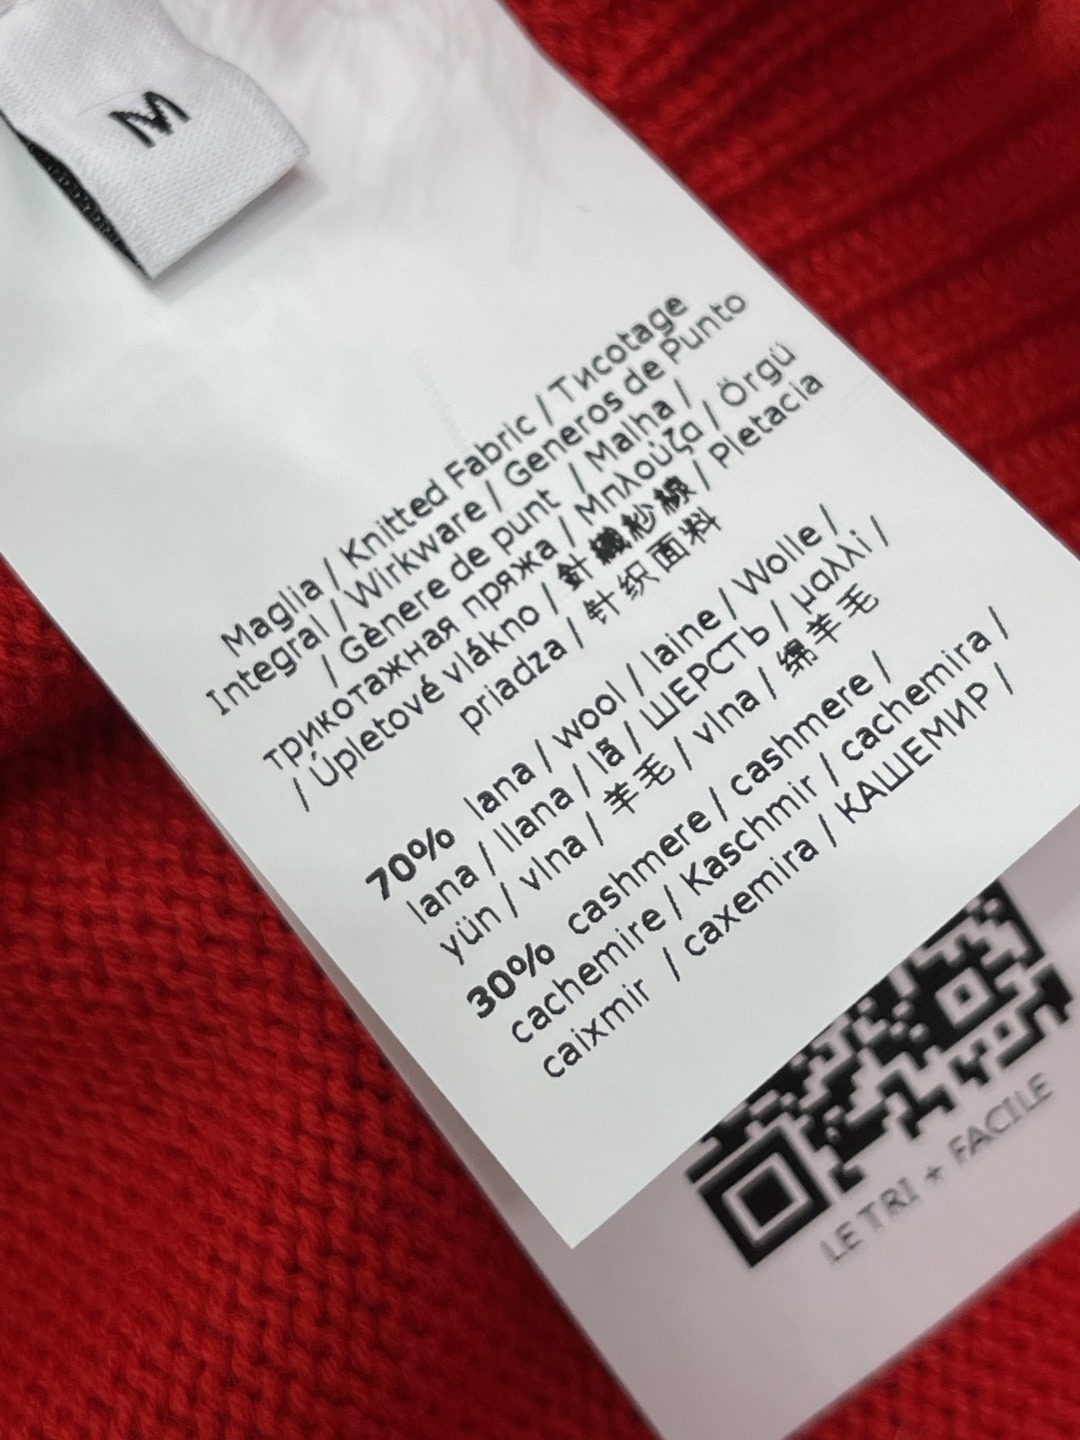 M
Maglia / Knitted Fabric / Тисotage
Integral / Wirkware / Generos de Punto
/ Gènere de punt / Malha /
трикотажная пряжа / Μπλούζα / Örgü
/ Úpletové vlákno / 針織紗線 / Pletacia
priadza / 针织面料
70% lana / wool / laine / Wolle /
lana / llana / lã / ШЕРСТЬ / μαλλί /
yün / vlna / 羊毛 / vlna / 绵羊毛
30% cashmere / cashmere /
cachemire / Kaschmir / cachemira /
caixmir / caxemira / КАШЕМИР /
LE TRI + FACILE